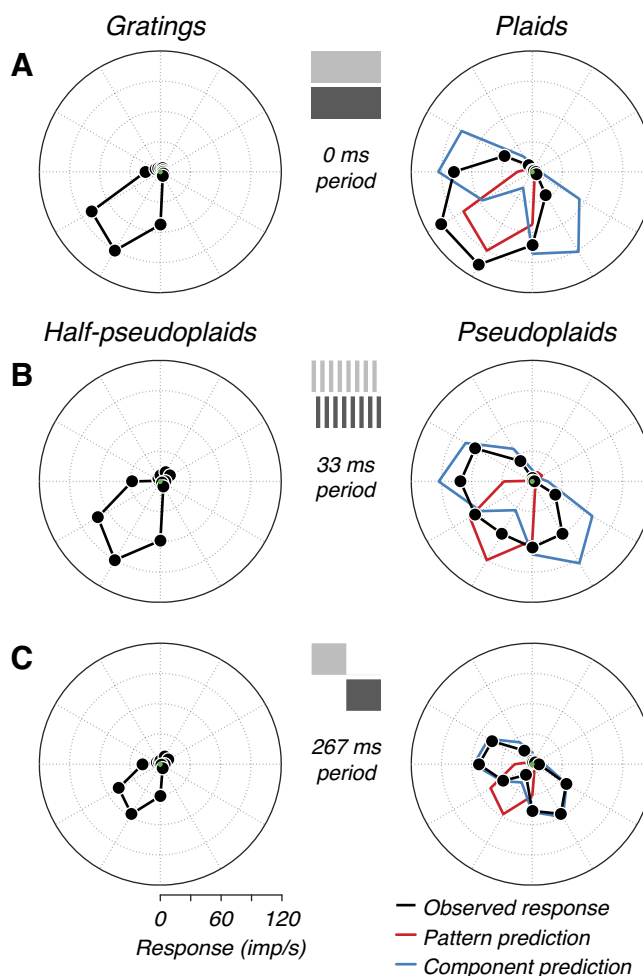 Gratings
Plaids
A
0 ms
period
Half-pseudoplaids
Pseudoplaids
B
33 ms
period
C
267 ms
period
0 60 120
Response (imp/s)
Observed response
Pattern prediction
Component prediction